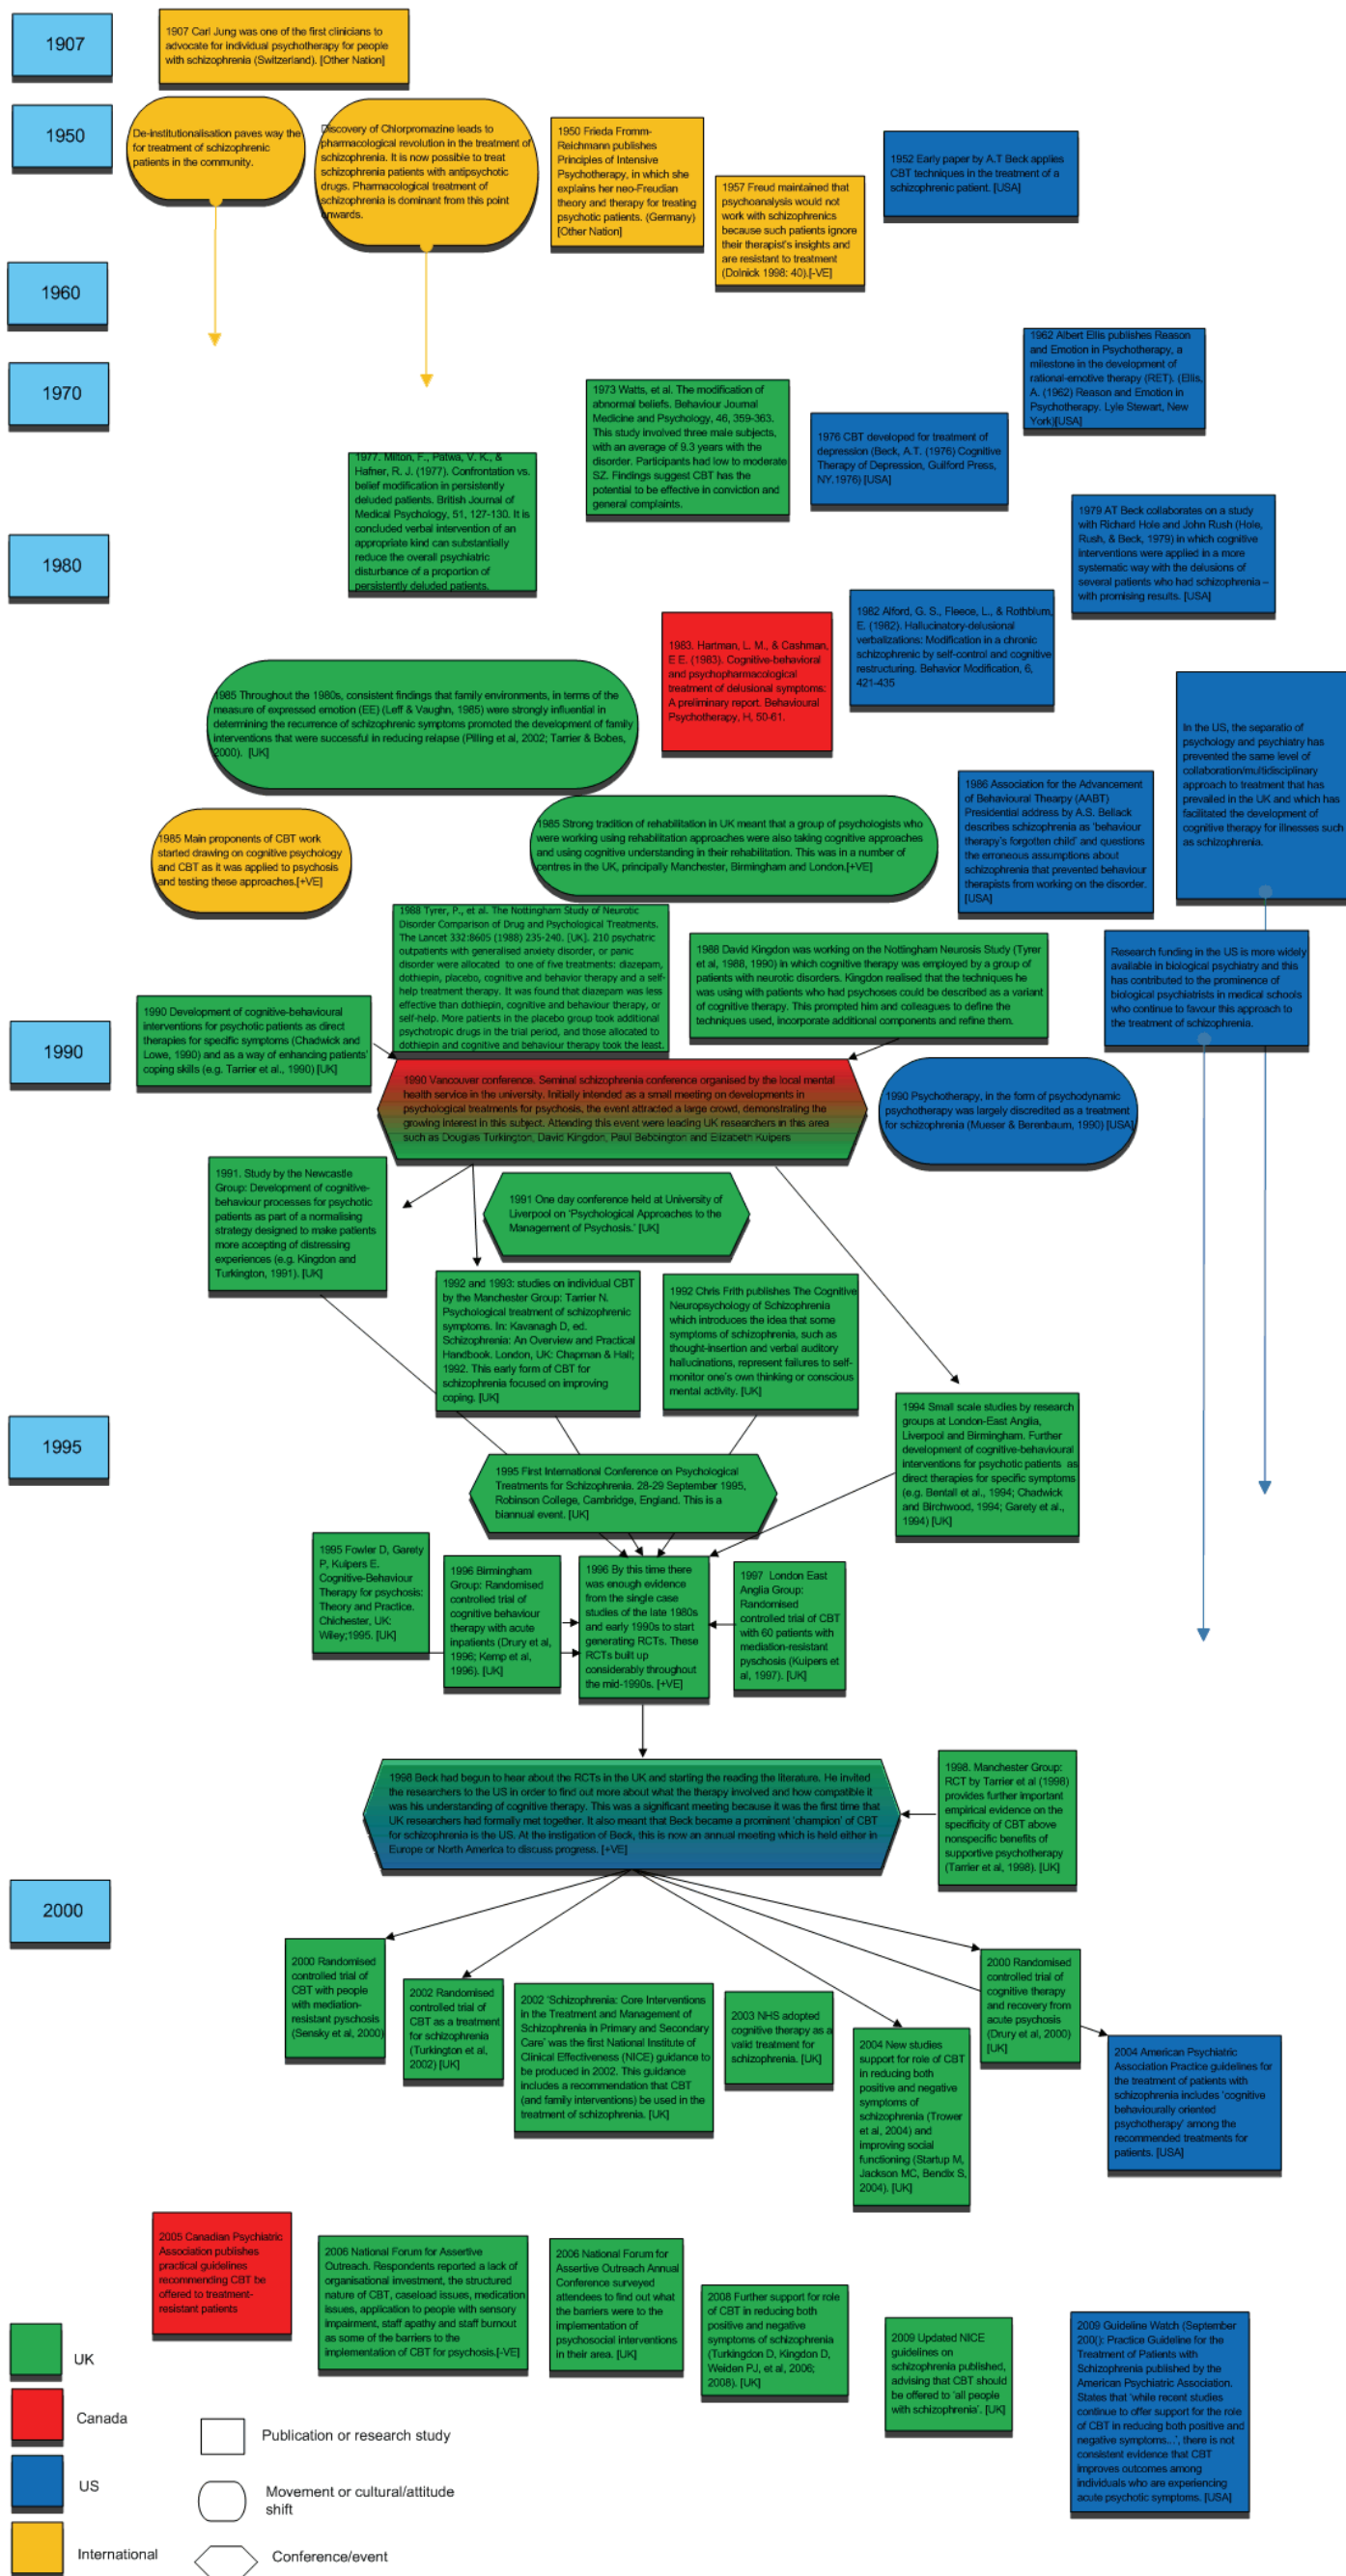 1907
1907 Carl Jung was one of the first clinicians to
advocate for individual psychotherapy for people
with schizophrenia (Switzerland). [Other Nation]
1950
De-institutionalisation paves way the
for treatment of schizophrenic
patients in the community.
Discovery of Chlorpromazine leads to
pharmacological revolution in the treatment of
schizophrenia. It is now possible to treat
schizophrenia patients with antipsychotic
drugs. Pharmacological treatment of
schizophrenia is dominant from this point
onwards.
1950 Frieda Fromm-
Reichmann publishes
Principles of Intensive
Psychotherapy, in which she
explains her neo-Freudian
theory and therapy for treating
psychotic patients. (Germany)
[Other Nation]
1957 Freud maintained that
psychoanalysis would not
work with schizophrenics
because such patients ignore
their therapist's insights and
are resistant to treatment
(Dolnick 1998: 40).[-VE]
1952 Early paper by A.T Beck applies
CBT techniques in the treatment of a
schizophrenic patient. [USA]
1960
1962 Albert Ellis publishes Reason
and Emotion in Psychotherapy, a
milestone in the development of
rational-emotive therapy (RET). (Ellis,
A. (1962) Reason and Emotion in
Psychotherapy. Lyle Stewart, New
York)[USA]
1970
1973 Watts, et al. The modification of
abnormal beliefs. Behaviour Journal
Medicine and Psychology, 46, 359-363.
This study involved three male subjects,
with an average of 9.3 years with the
disorder. Participants had low to moderate
SZ. Findings suggest CBT has the
potential to be effective in conviction and
general complaints.
1976 CBT developed for treatment of
depression (Beck, A.T. (1976) Cognitive
Therapy of Depression, Guilford Press,
NY.1976) [USA]
1977. Milton, F., Patwa, V. K., &
Hafner, R. J. (1977). Confrontation vs.
belief modification in persistently
deluded patients. British Journal of
Medical Psychology, 51, 127-130. It is
concluded verbal intervention of an
appropriate kind can substantially
reduce the overall psychiatric
disturbance of a proportion of
persistently deluded patients.
1979 AT Beck collaborates on a study
with Richard Hole and John Rush (Hole,
Rush, & Beck, 1979) in which cognitive
interventions were applied in a more
systematic way with the delusions of
several patients who had schizophrenia –
with promising results. [USA]
1980
1982 Alford, G. S., Fleece, L., & Rothblum,
E. (1982). Hallucinatory-delusional
verbalizations: Modification in a chronic
schizophrenic by self-control and cognitive
restructuring. Behavior Modification, 6,
421-435
1983. Hartman, L. M., & Cashman,
E E. (1983). Cognitive-behavioral
and psychopharmacological
treatment of delusional symptoms:
A preliminary report. Behavioural
Psychotherapy, H, 50-61.
1985 Throughout the 1980s, consistent findings that family environments, in terms of the
measure of expressed emotion (EE) (Leff & Vaughn, 1985) were strongly influential in
determining the recurrence of schizophrenic symptoms promoted the development of family
interventions that were successful in reducing relapse (Pilling et al, 2002; Tarrier & Bobes,
2000). [UK]
In the US, the separatio of
psychology and psychiatry has
prevented the same level of
collaboration/multidisciplinary
approach to treatment that has
prevailed in the UK and which has
facilitated the development of
cognitive therapy for illnesses such
as schizophrenia.
1985 Main proponents of CBT work
started drawing on cognitive psychology
and CBT as it was applied to psychosis
and testing these approaches.[+VE]
1985 Strong tradition of rehabilitation in UK meant that a group of psychologists who
were working using rehabilitation approaches were also taking cognitive approaches
and using cognitive understanding in their rehabilitation. This was in a number of
centres in the UK, principally Manchester, Birmingham and London.[+VE]
1986 Association for the Advancement
of Behavioural Thearpy (AABT)
Presidential address by A.S. Bellack
describes schizophrenia as 'behaviour
therapy's forgotten child' and questions
the erroneous assumptions about
schizophrenia that prevented behaviour
therapists from working on the disorder.
[USA]
1988 Tyrer, P., et al. The Nottingham Study of Neurotic
Disorder Comparison of Drug and Psychological Treatments.
The Lancet 332:8605 (1988) 235-240. [UK]. 210 psychatric
outpatients with generalised anxiety disorder, or panic
disorder were allocated to one of five treatments: diazepam,
dothiepin, placebo, cognitive and behavior therapy and a self-
help treatment therapy. It was found that diazepam was less
effective than dothiepin, cognitive and behaviour therapy, or
self-help. More patients in the placebo group took additional
psychotropic drugs in the trial period, and those allocated to
dothiepin and cognitive and behaviour therapy took the least.
1988 David Kingdon was working on the Nottingham Neurosis Study (Tyrer
et al, 1988, 1990) in which cognitive therapy was employed by a group of
patients with neurotic disorders. Kingdon realised that the techniques he
was using with patients who had psychoses could be described as a variant
of cognitive therapy. This prompted him and colleagues to define the
techniques used, incorporate additional components and refine them.
Research funding in the US is more widely
available in biological psychiatry and this
has contributed to the prominence of
biological psychiatrists in medical schools
who continue to favour this approach to
the treatment of schizophrenia.
1990
1990 Development of cognitive-behavioural
interventions for psychotic patients as direct
therapies for specific symptoms (Chadwick and
Lowe, 1990) and as a way of enhancing patients'
coping skills (e.g. Tarrier et al., 1990) [UK]
1990 Vancouver conference. Seminal schizophrenia conference organised by the local mental
health service in the university. Initially intended as a small meeting on developments in
psychological treatments for psychosis, the event attracted a large crowd, demonstrating the
growing interest in this subject. Attending this event were leading UK researchers in this area
such as Douglas Turkington, David Kingdon, Paul Bebbington and Elizabeth Kuipers
1990 Psychotherapy, in the form of psychodynamic
psychotherapy was largely discredited as a treatment
for schizophrenia (Mueser & Berenbaum, 1990) [USA]
1991. Study by the Newcastle
Group: Development of cognitive-
behaviour processes for psychotic
patients as part of a normalising
strategy designed to make patients
more accepting of distressing
experiences (e.g. Kingdon and
Turkington, 1991). [UK]
1991 One day conference held at University of
Liverpool on 'Psychological Approaches to the
Management of Psychosis.' [UK]
1992 and 1993: studies on individual CBT
by the Manchester Group: Tarrier N.
Psychological treatment of schizophrenic
symptoms. In: Kavanagh D, ed.
Schizophrenia: An Overview and Practical
Handbook. London, UK: Chapman & Hall;
1992. This early form of CBT for
schizophrenia focused on improving
coping. [UK]
1992 Chris Frith publishes The Cognitive
Neuropsychology of Schizophrenia
which introduces the idea that some
symptoms of schizophrenia, such as
thought-insertion and verbal auditory
hallucinations, represent failures to self-
monitor one's own thinking or conscious
mental activity. [UK]
1994 Small scale studies by research
groups at London-East Anglia,
Liverpool and Birmingham. Further
development of cognitive-behavioural
interventions for psychotic patients as
direct therapies for specific symptoms
(e.g. Bentall et al., 1994; Chadwick
and Birchwood, 1994; Garety et al.,
1994) [UK]
1995
1995 First International Conference on Psychological
Treatments for Schizophrenia. 28-29 September 1995,
Robinson College, Cambridge, England. This is a
biannual event. [UK]
1995 Fowler D, Garety
P, Kuipers E.
Cognitive-Behaviour
Therapy for psychosis:
Theory and Practice.
Chichester, UK:
Wiley;1995. [UK]
1996 Birmingham
Group: Randomised
controlled trial of
cognitive behaviour
therapy with acute
inpatients (Drury et al,
1996; Kemp et al,
1996). [UK]
1996 By this time there
was enough evidence
from the single case
studies of the late 1980s
and early 1990s to start
generating RCTs. These
RCTs built up
considerably throughout
the mid-1990s. [+VE]
1997 London East
Anglia Group:
Randomised
controlled trial of CBT
with 60 patients with
mediation-resistant
pyschosis (Kuipers et
al, 1997). [UK]
1998 Beck had begun to hear about the RCTs in the UK and starting the reading the literature. He invited
the researchers to the US in order to find out more about what the therapy involved and how compatible it
was his understanding of cognitive therapy. This was a significant meeting because it was the first time that
UK researchers had formally met together. It also meant that Beck became a prominent 'champion' of CBT
for schizophrenia is the US. At the instigation of Beck, this is now an annual meeting which is held either in
Europe or North America to discuss progress. [+VE]
1998. Manchester Group:
RCT by Tarrier et al (1998)
provides further important
empirical evidence on the
specificity of CBT above
nonspecific benefits of
supportive psychotherapy
(Tarrier et al, 1998). [UK]
2000
2000 Randomised
controlled trial of
CBT with people
with mediation-
resistant pyschosis
(Sensky et al, 2000)
2002 Randomised
controlled trial of
CBT as a treatment
for schizophrenia
(Turkington et al,
2002) [UK]
2002 'Schizophrenia: Core Interventions
in the Treatment and Management of
Schizophrenia in Primary and Secondary
Care' was the first National Institute of
Clinical Effectiveness (NICE) guidance to
be produced in 2002. This guidance
includes a recommendation that CBT
(and family interventions) be used in the
treatment of schizophrenia. [UK]
2003 NHS adopted
cognitive therapy as a
valid treatment for
schizophrenia. [UK]
2004 New studies
support for role of CBT
in reducing both
positive and negative
symptoms of
schizophrenia (Trower
et al, 2004) and
improving social
functioning (Startup M,
Jackson MC, Bendix S,
2004). [UK]
2000 Randomised
controlled trial of
cognitive therapy
and recovery from
acute psychosis
(Drury et al, 2000)
[UK]
2004 American Psychiatric
Association Practice guidelines for
the treatment of patients with
schizophrenia includes 'cognitive
behaviourally oriented
psychotherapy' among the
recommended treatments for
patients. [USA]
2005 Canadian Psychiatric
Association publishes
practical guidelines
recommending CBT be
offered to treatment-
resistant patients
2006 National Forum for Assertive
Outreach. Respondents reported a lack of
organisational investment, the structured
nature of CBT, caseload issues, medication
issues, application to people with sensory
impairment, staff apathy and staff burnout
as some of the barriers to the
implementation of CBT for psychosis.[-VE]
2006 National Forum for
Assertive Outreach Annual
Conference surveyed
attendees to find out what
the barriers were to the
implementation of
psychosocial interventions
in their area. [UK]
2008 Further support for role
of CBT in reducing both
positive and negative
symptoms of schizophrenia
(Turkingdon D, Kingdon D,
Weiden PJ, et al, 2006;
2008). [UK]
2009 Updated NICE
guidelines on
schizophrenia published,
advising that CBT should
be offered to 'all people
with schizophrenia'. [UK]
2009 Guideline Watch (September
200(): Practice Guideline for the
Treatment of Patients with
Schizophrenia published by the
American Psychiatric Association.
States that 'while recent studies
continue to offer support for the role
of CBT in reducing both positive and
negative symptoms...', there is not
consistent evidence that CBT
improves outcomes among
individuals who are experiencing
acute psychotic symptoms. [USA]
UK
Canada
US
International
Publication or research study
Movement or cultural/attitude
shift
Conference/event